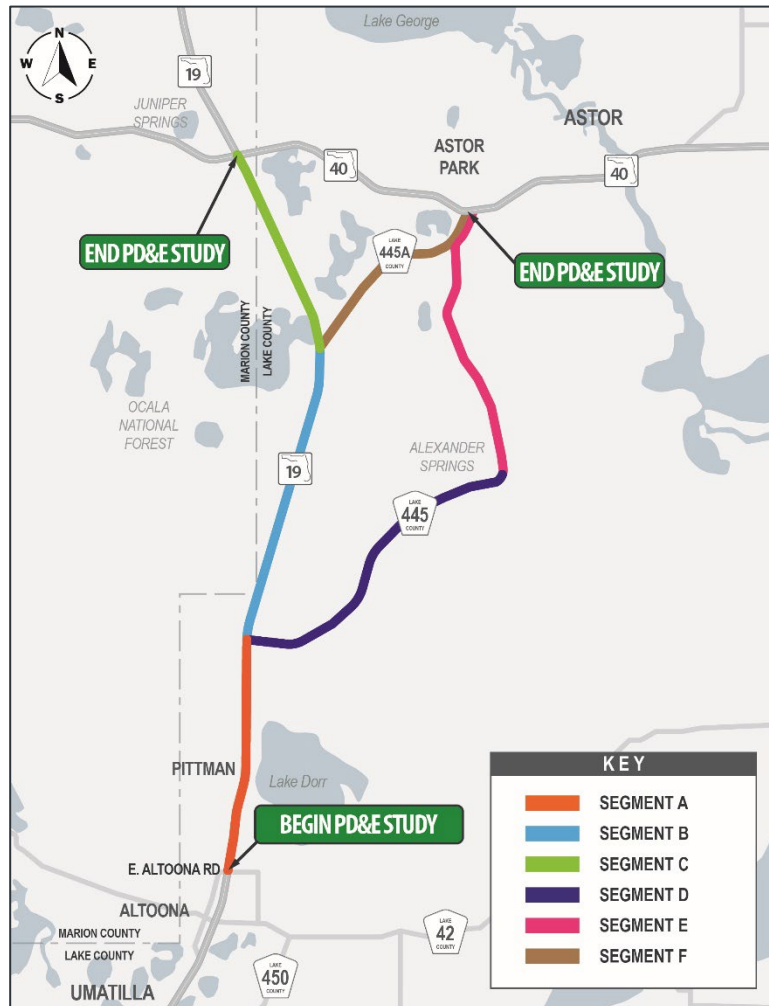 Lake George
N
W
E
S
19
JUNIPER
SPRINGS
ASTOR
ASTOR
PARK
40
40
END PD&E STUDY
LAKE
445A
COUNTY
END PD&E STUDY
MARION COUNTY
LAKE COUNTY
OCALA
NATIONAL
FOREST
ALEXANDER
SPRINGS
19
LAKE
445
COUNTY
PITTMAN
Lake Dorr
BEGIN PD&E STUDY
E. ALTOONA RD
ALTOONA
MARION COUNTY
LAKE COUNTY
LAKE
42
COUNTY
LAKE
450
COUNTY
UMATILLA
KEY
SEGMENT A
SEGMENT B
SEGMENT C
SEGMENT D
SEGMENT E
SEGMENT F